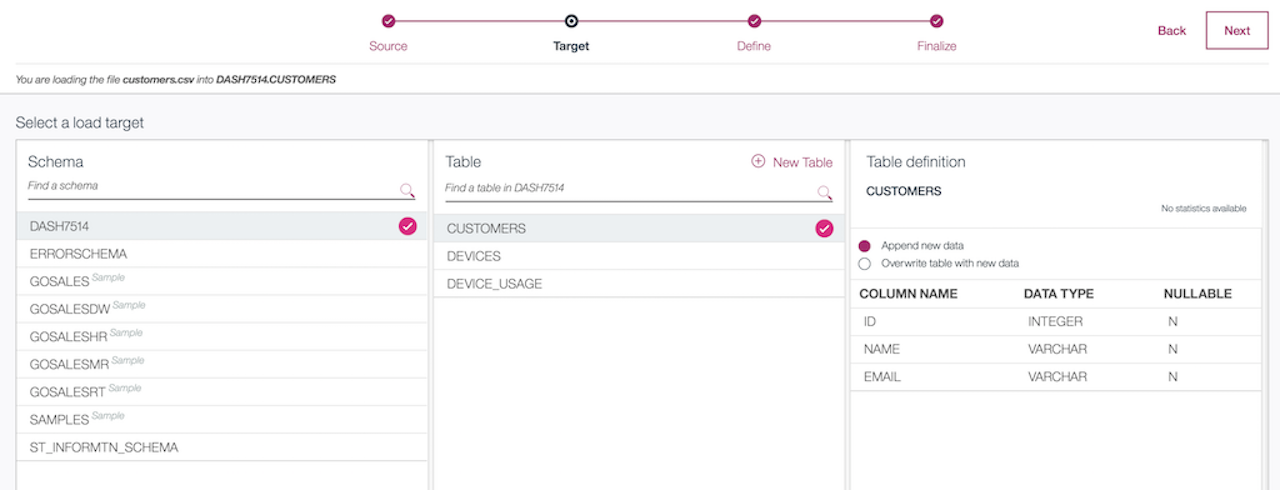 Source
Target
Define
Finalize
Back
Next
You are loading the file customers.csv into DASH7514.CUSTOMERS
Select a load target
Schema
Find a schema
DASH7514
ERRORSCHEMA
GOSALES Sample
GOSALESDW Sample
GOSALESHR Sample
GOSALESMR Sample
GOSALESRT Sample
SAMPLES Sample
ST_INFORMTN_SCHEMA
Table
New Table
Find a table in DASH7514
CUSTOMERS
DEVICES
DEVICE_USAGE
Table definition
CUSTOMERS
No statistics available
Append new data
Overwrite table with new data
COLUMN NAME DATA TYPE NULLABLE
ID INTEGER N
NAME VARCHAR N
EMAIL VARCHAR N